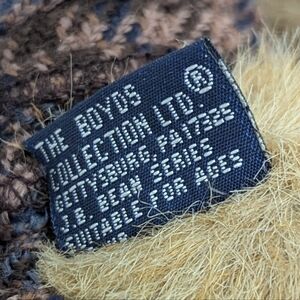 THE BOYDS
COLLECTION LTD.®
GETTYSBURG, PA17325
J.B. BEAN SERIES
SUITABLE FOR AGES